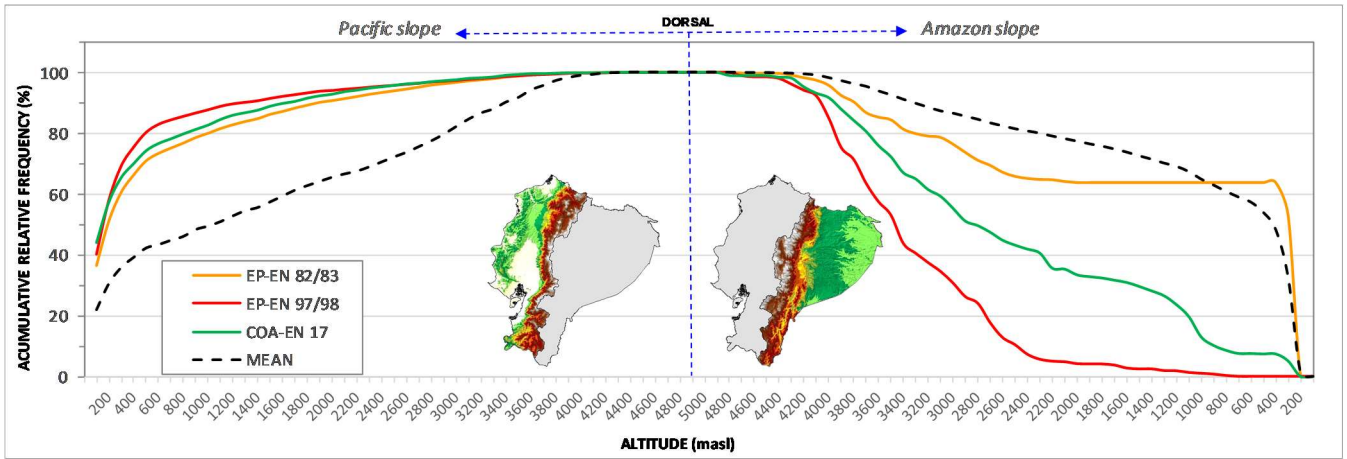 DORSAL
Pacific slope
Amazon slope
ACUMULATIVE RELATIVE FREQUENCY (%)
100
80
60
40
20
0
EP-EN 82/83
EP-EN 97/98
COA-EN 17
MEAN
200 400 600 800 1000 1200 1400 1600 1800 2000 2200 2400 2600 2800 3000 3200 3400 3600 3800 4000 4200 4400 4600 4800 5000 4800 4600 4400 4200 4000 3800 3600 3400 3200 3000 2800 2600 2400 2200 2000 1800 1600 1400 1200 1000 800 600 400 200
ALTITUDE (masl)